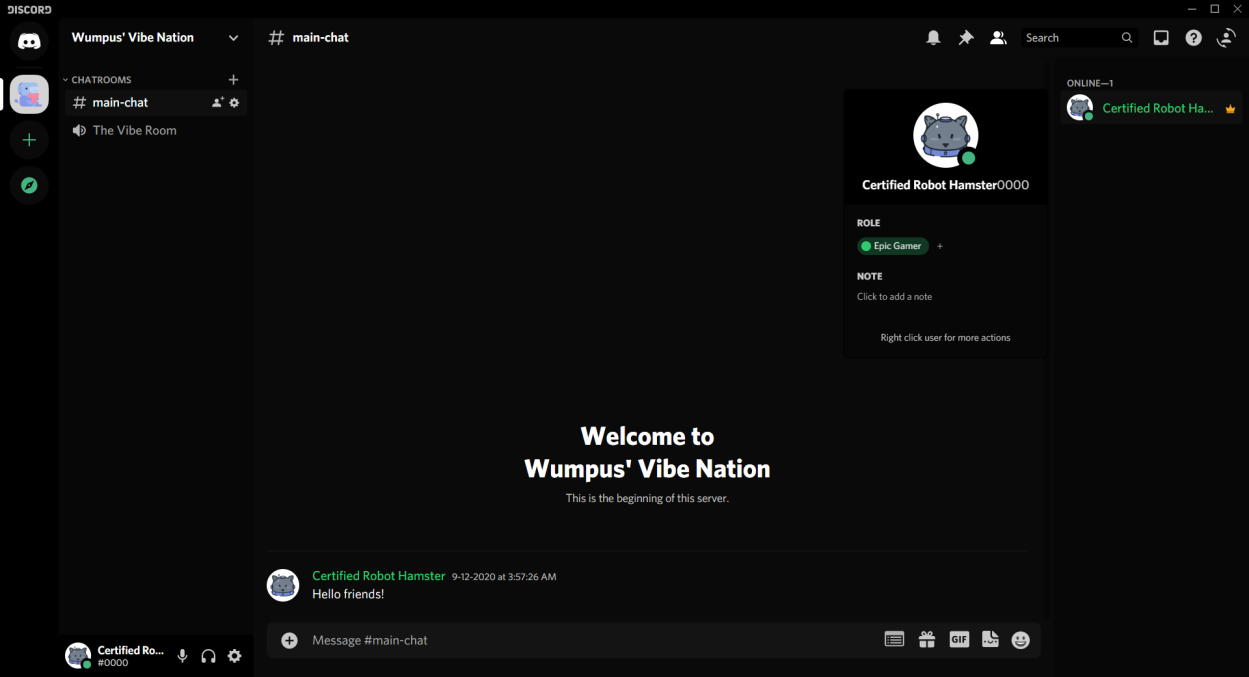 DISCORD
Wumpus' Vibe Nation
CHATROOMS
main-chat
The Vibe Room
Certified Ro...
#0000
main-chat
Search
Certified Robot Hamster0000
ROLE
Epic Gamer
NOTE
Click to add a note
Right click user for more actions
Welcome to
Wumpus' Vibe Nation
This is the beginning of this server.
Certified Robot Hamster 9-12-2020 at 3:57:26 AM
Hello friends!
Message #main-chat
GIF
ONLINE—1
Certified Robot Ha...